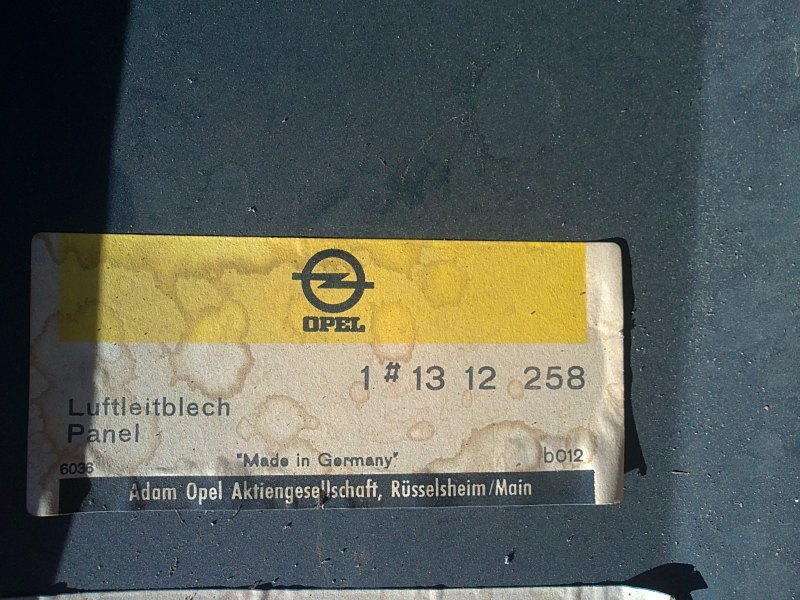 OPEL
1 # 13 12 258
Luftleitblech
Panel
"Made in Germany"
6036
b012
Adam Opel Aktiengesellschaft, Rüsselsheim/Main